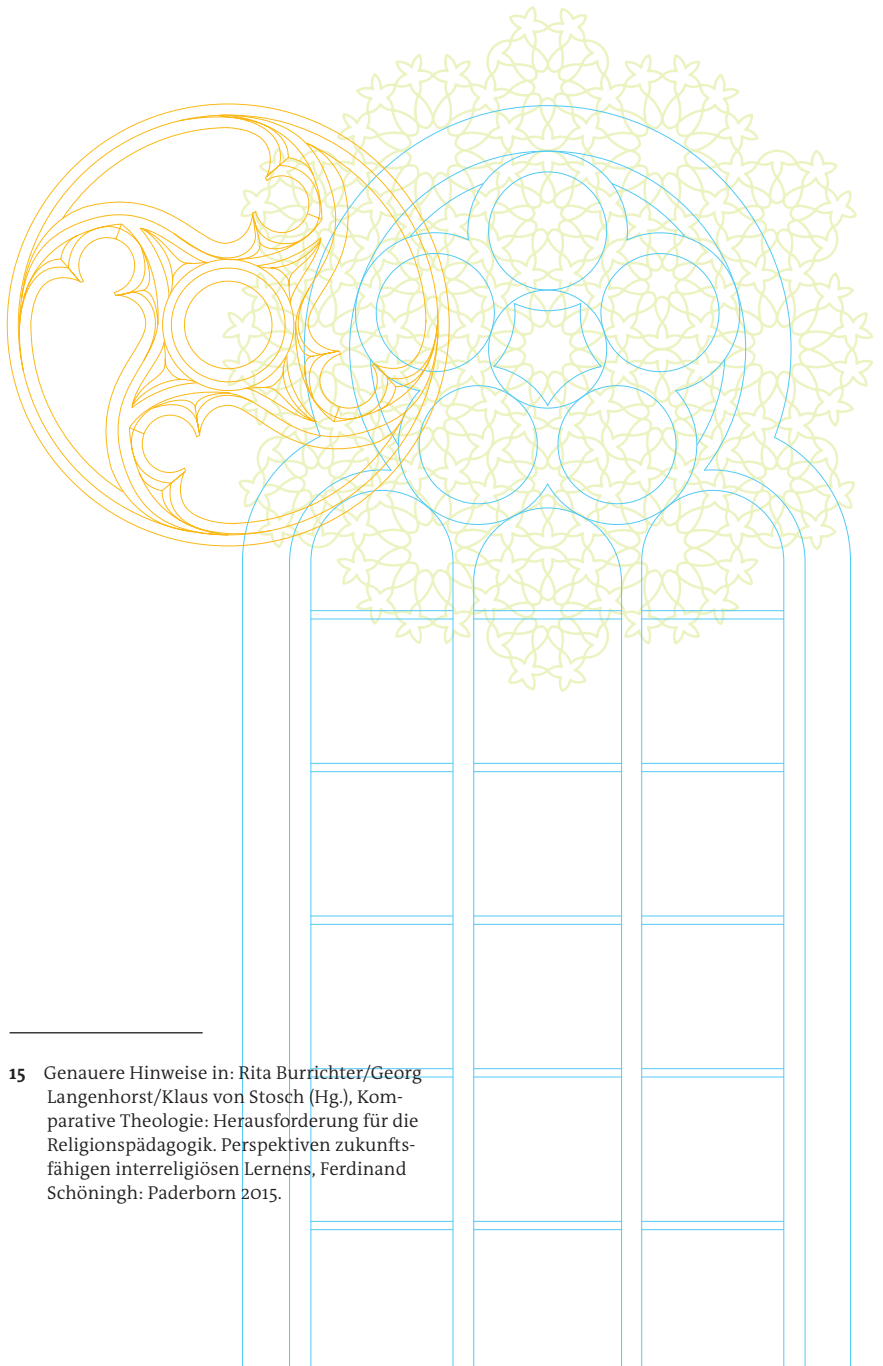 15 Genauere Hinweise in: Rita Burrichter/Georg
Langenhorst/Klaus von Stosch (Hg.), Kom-
parative Theologie: Herausforderung für die
Religionspädagogik. Perspektiven zukunfts-
fähigen interreligiösen Lernens, Ferdinand
Schöningh: Paderborn 2015.